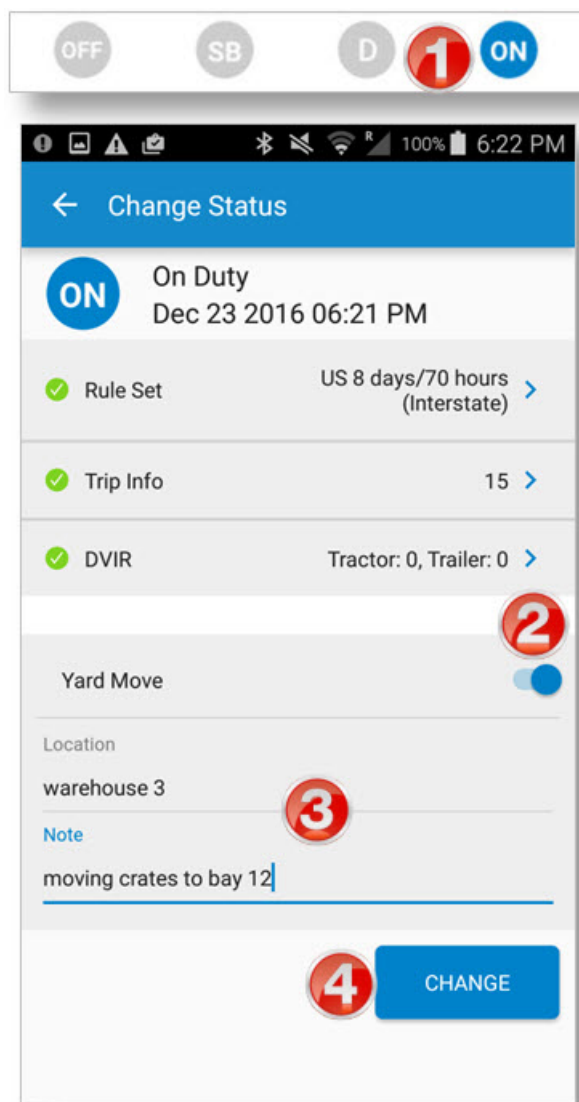 OFF SB D 1 ON
R 100% 6:22 PM
Change Status
ON On Duty
Dec 23 2016 06:21 PM
Rule Set US 8 days/70 hours
(Interstate)
Trip Info 15
DVIR Tractor: 0, Trailer: 0
2
Yard Move
Location
warehouse 3
3
Note
moving crates to bay 12
4 CHANGE